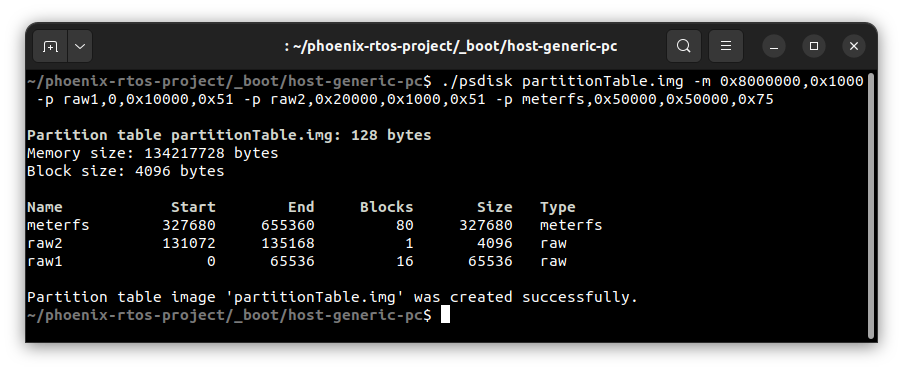 : ~/phoenix-rtos-project/_boot/host-generic-pc
~/phoenix-rtos-project/_boot/host-generic-pc$ ./psdisk partitionTable.img -m 0x8000000,0x1000
-p raw1,0,0x10000,0x51 -p raw2,0x20000,0x1000,0x51 -p meterfs,0x50000,0x50000,0x75
Partition table partitionTable.img: 128 bytes
Memory size: 134217728 bytes
Block size: 4096 bytes
Name Start End Blocks Size Type
meterfs 327680 655360 80 327680 meterfs
raw2 131072 135168 1 4096 raw
raw1 0 65536 16 65536 raw
Partition table image 'partitionTable.img' was created successfully.
~/phoenix-rtos-project/_boot/host-generic-pc$